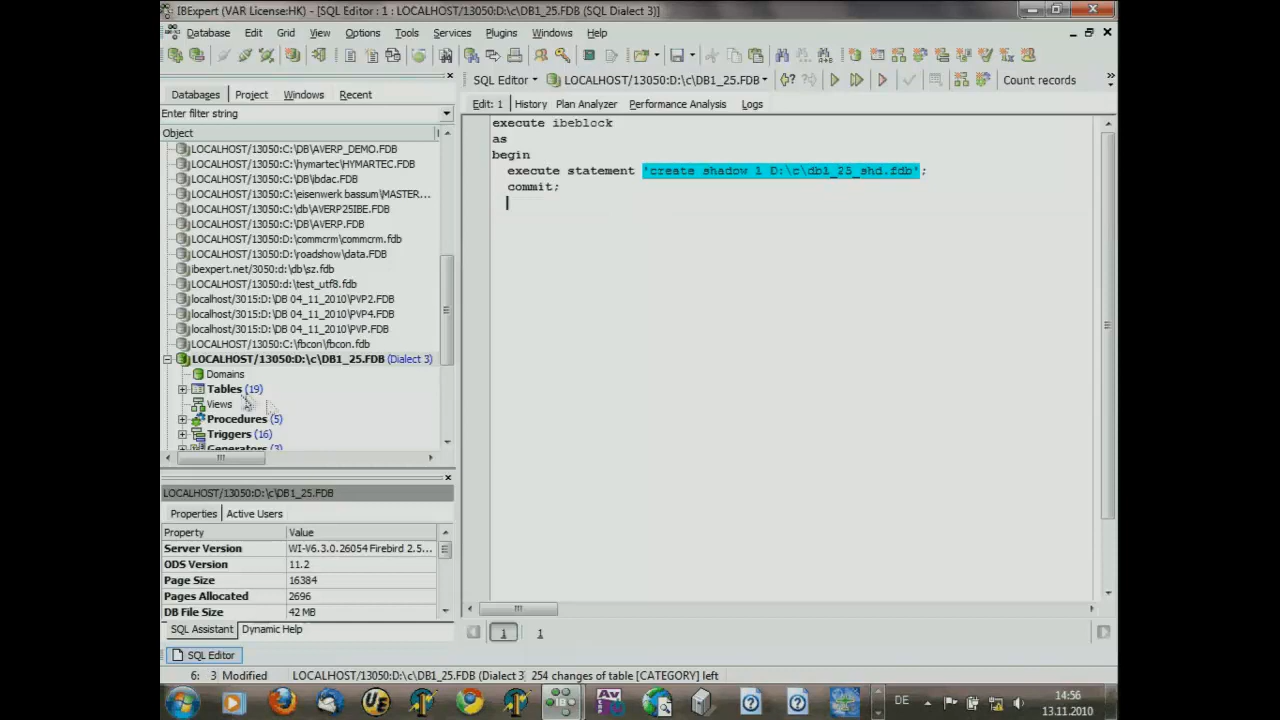 IBExpert (VAR License:HK) - [SQL Editor : 1 : LOCALHOST/13050:D:\c\DB1_25.FDB (SQL Dialect 3)]
Database Edit Grid View Options Tools Services Plugins Windows Help
SQL Editor LOCALHOST/13050:D:\c\DB1_25.FDB Count records
Databases Project Windows Recent
Edit: 1 History Plan Analyzer Performance Analysis Logs
Enter filter string
Object
LOCALHOST/13050:C:\DB\AVERP_DEMO.FDB
LOCALHOST/13050:C:\hymartec\HYMARTEC.FDB
LOCALHOST/13050:C:\DB\jbdac.FDB
LOCALHOST/13050:C:\eisenwerk bassum\MASTER...
LOCALHOST/13050:C:\db\AVERP25IBE.FDB
LOCALHOST/13050:C:\DB\AVERP.FDB
LOCALHOST/13050:D:\commcrm\commcrm.fdb
LOCALHOST/13050:D:\roadshow\data.FDB
ibexpert.net/3050:d:\db\sz.fdb
LOCALHOST/13050:d:\test_utf8.fdb
localhost/3015:D:\DB 04_11_2010\PVP2.FDB
localhost/3015:D:\DB 04_11_2010\PVP4.FDB
localhost/3015:D:\DB 04_11_2010\PVP.FDB
LOCALHOST/13050:C:\fbcon\fbcon.fdb
LOCALHOST/13050:D:\c\DB1_25.FDB (Dialect 3)
Domains
Tables (19)
Views
Procedures (5)
Triggers (16)
Generators (3)
execute ibeblock
as
begin
execute statement 'create shadow 1 D:\c\db1_25_shd.fdb';
commit;
LOCALHOST/13050:D:\c\DB1_25.FDB
Properties Active Users
Property Value
Server Version WI-V6.3.0.26054 Firebird 2.5...
ODS Version 11.2
Page Size 16384
Pages Allocated 2696
DB File Size 42 MB
SQL Assistant Dynamic Help
1 1
SQL Editor
6: 3 Modified LOCALHOST/13050:D:\c\DB1_25.FDB (Dialect 3 254 changes of table [CATEGORY] left
DE 14:56
13.11.2010